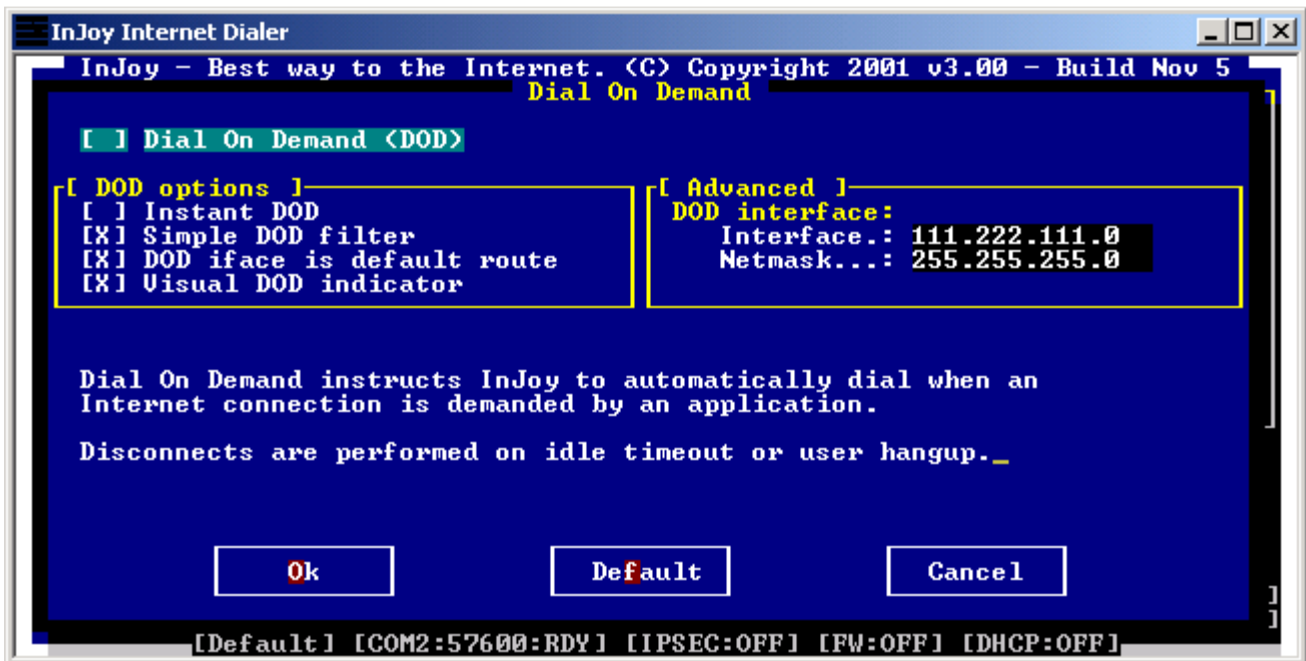 InJoy Internet Dialer
InJoy - Best way to the Internet. (C) Copyright 2001 v3.00 - Build Nov 5
Dial On Demand
[ ] Dial On Demand (DOD)
[ DOD options ]
[ ] Instant DOD
[X] Simple DOD filter
[X] DOD iface is default route
[X] Visual DOD indicator
[ Advanced ]
DOD interface:
Interface.: 111.222.111.0
Netmask...: 255.255.255.0
Dial On Demand instructs InJoy to automatically dial when an
Internet connection is demanded by an application.
Disconnects are performed on idle timeout or user hangup._
Ok
Default
Cancel
[Default] [COM2:57600:RDY] [IPSEC:OFF] [FW:OFF] [DHCP:OFF]